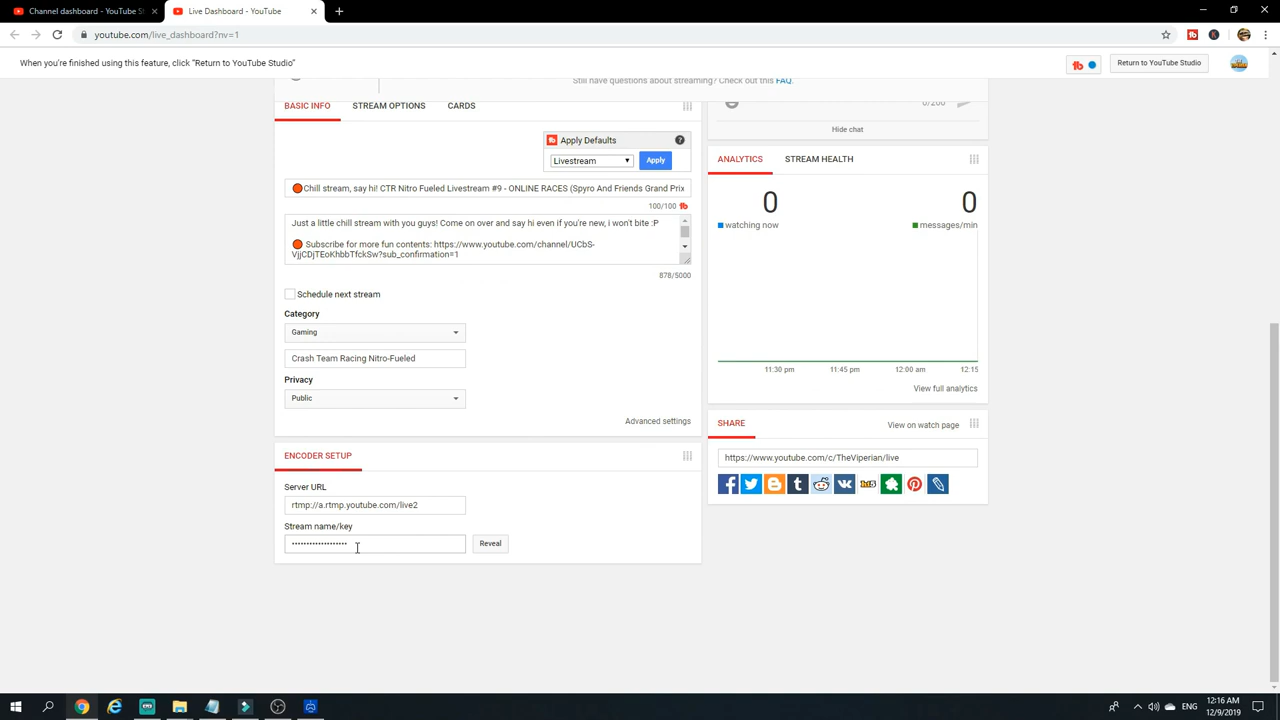 Channel dashboard - YouTube S
Live Dashboard - YouTube
youtube.com/live_dashboard?nv=1
When you're finished using this feature, click "Return to YouTube Studio"
Return to YouTube Studio
Still have questions about streaming? Check out this FAQ.
BASIC INFO
STREAM OPTIONS
CARDS
0/200
Hide chat
Apply Defaults
Livestream
Apply
ANALYTICS
STREAM HEALTH
Chill stream, say hi! CTR Nitro Fueled Livestream #9 - ONLINE RACES (Spyro And Friends Grand Prix
100/100
0
0
watching now
messages/min
Just a little chill stream with you guys! Come on over and say hi even if you're new, i won't bite :P
Subscribe for more fun contents: https://www.youtube.com/channel/UCbS-
VjjCDjTEoKhbbTfckSw?sub_confirmation=1
878/5000
Schedule next stream
Category
Gaming
Crash Team Racing Nitro-Fueled
Privacy
Public
11:30 pm
11:45 pm
12:00 am
12:15
View full analytics
Advanced settings
SHARE
View on watch page
https://www.youtube.com/c/TheViperian/live
ENCODER SETUP
Server URL
rtmp://a.rtmp.youtube.com/live2
Stream name/key
Reveal
ENG
12:16 AM
12/9/2019